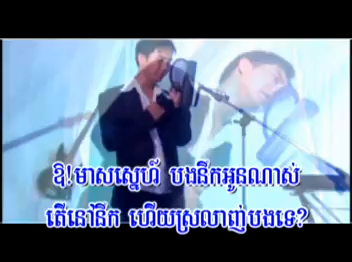 ឱ!មាសស្នេហ៍ បងនឹកអូនណាស់
តើនៅនឹក ហើយស្រលាញ់បងទេ?